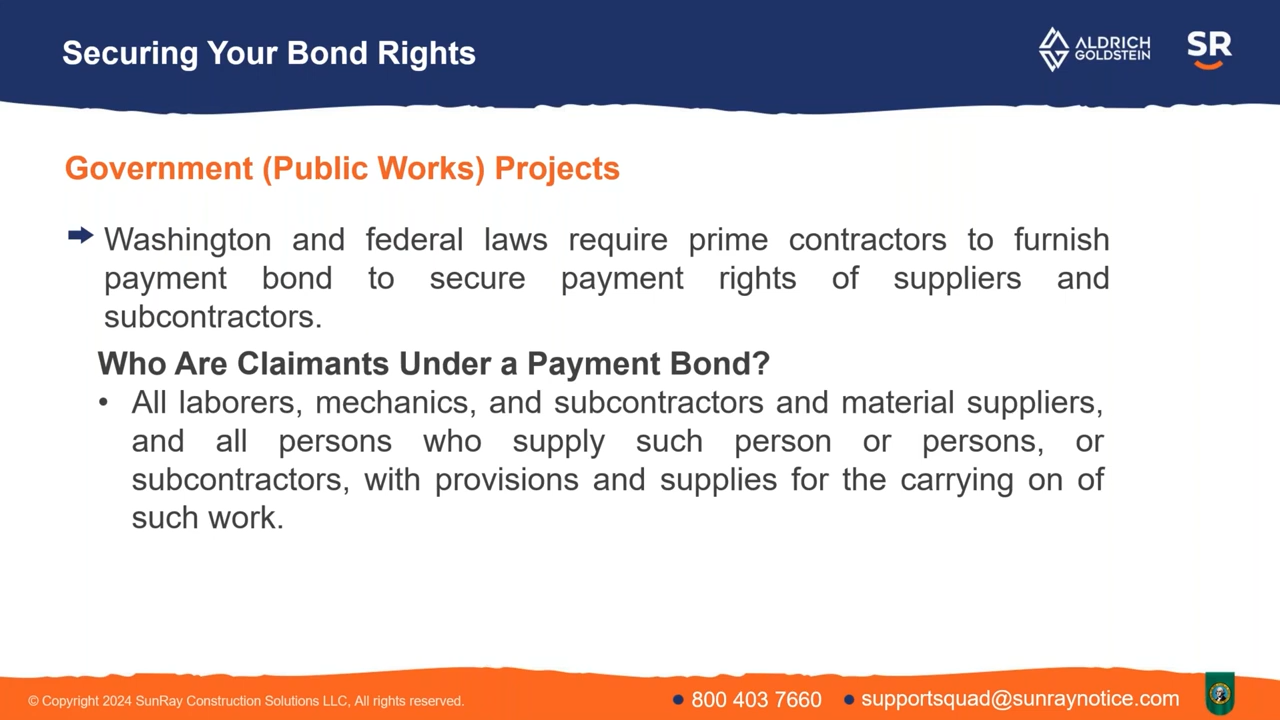 Securing Your Bond Rights
ALDRICH
GOLDSTEIN
SR
Government (Public Works) Projects
Washington and federal laws require prime contractors to furnish
payment bond to secure payment rights of suppliers and
subcontractors.
Who Are Claimants Under a Payment Bond?
• All laborers, mechanics, and subcontractors and material suppliers,
and all persons who supply such person or persons, or
subcontractors, with provisions and supplies for the carrying on of
such work.
© Copyright 2024 SunRay Construction Solutions LLC, All rights reserved.
• 800 403 7660 • supportsquad@sunraynotice.com